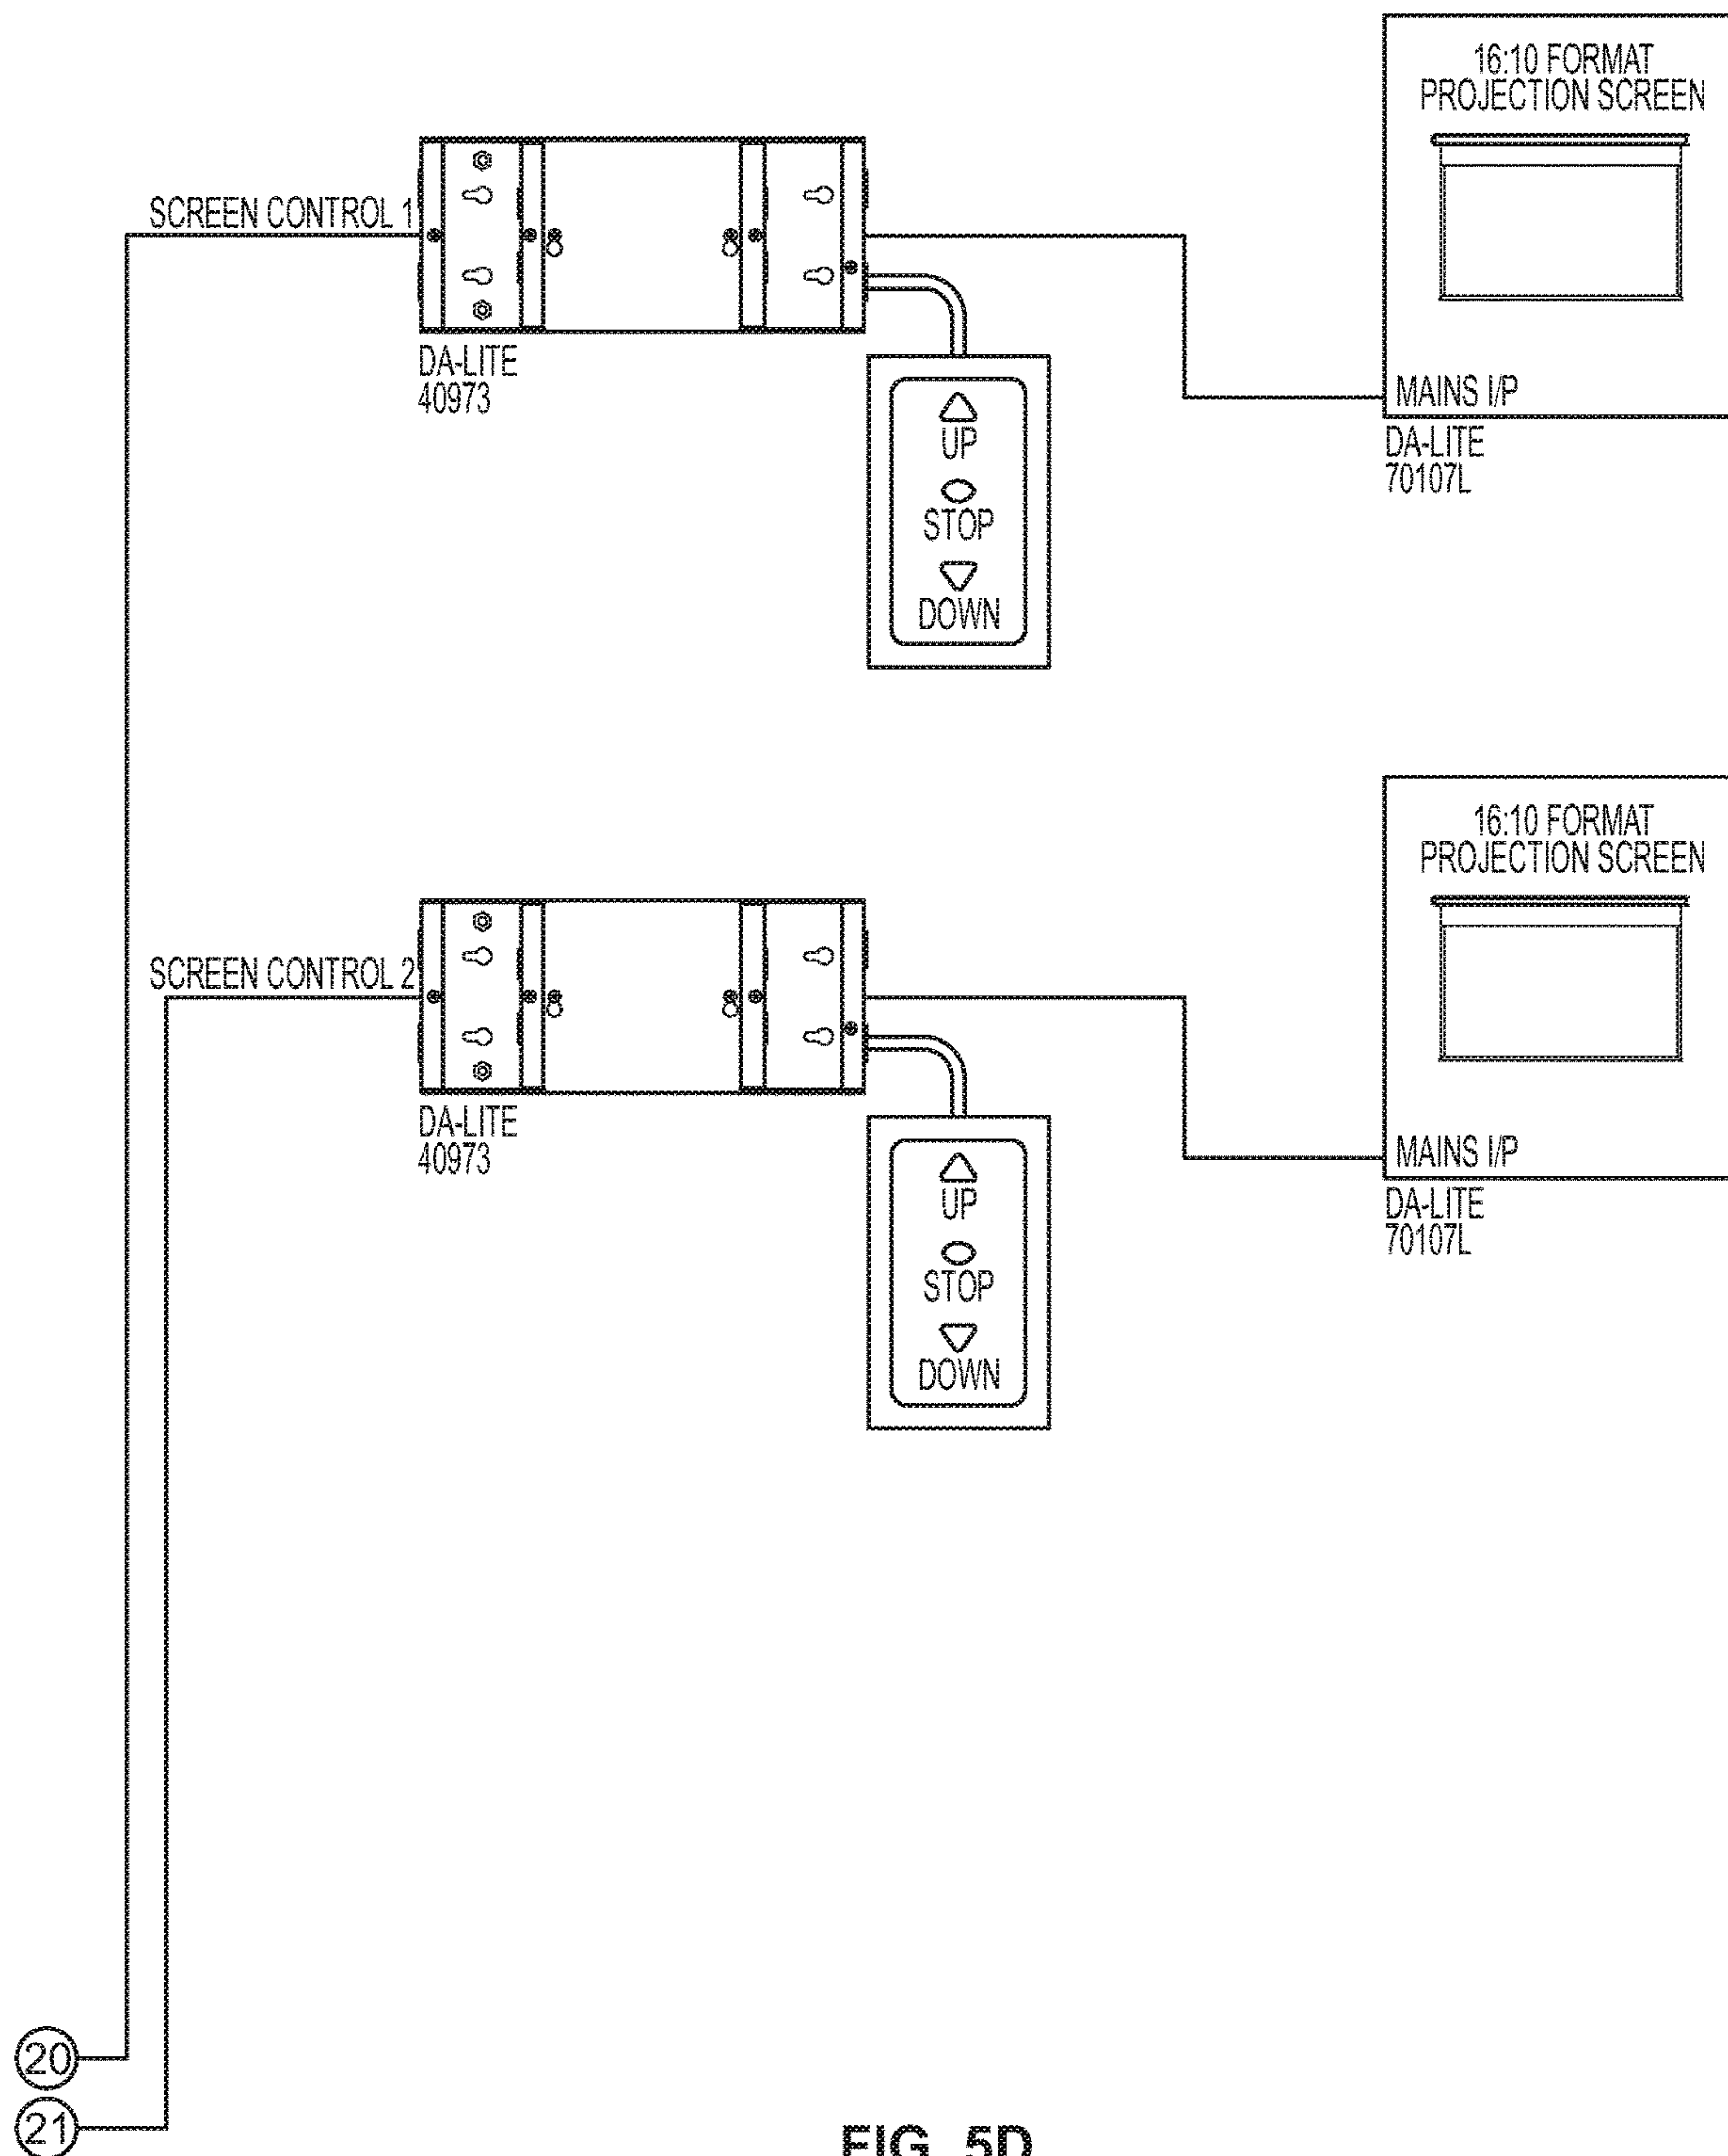 16:10 FORMAT
PROJECTION SCREEN
SCREEN CONTROL 1
DA-LITE
40973
UP
STOP
DOWN
MAINS I/P
DA-LITE
70107L
16:10 FORMAT
PROJECTION SCREEN
SCREEN CONTROL 2
DA-LITE
40973
UP
STOP
DOWN
MAINS I/P
DA-LITE
70107L
20
21
FIG. 5D